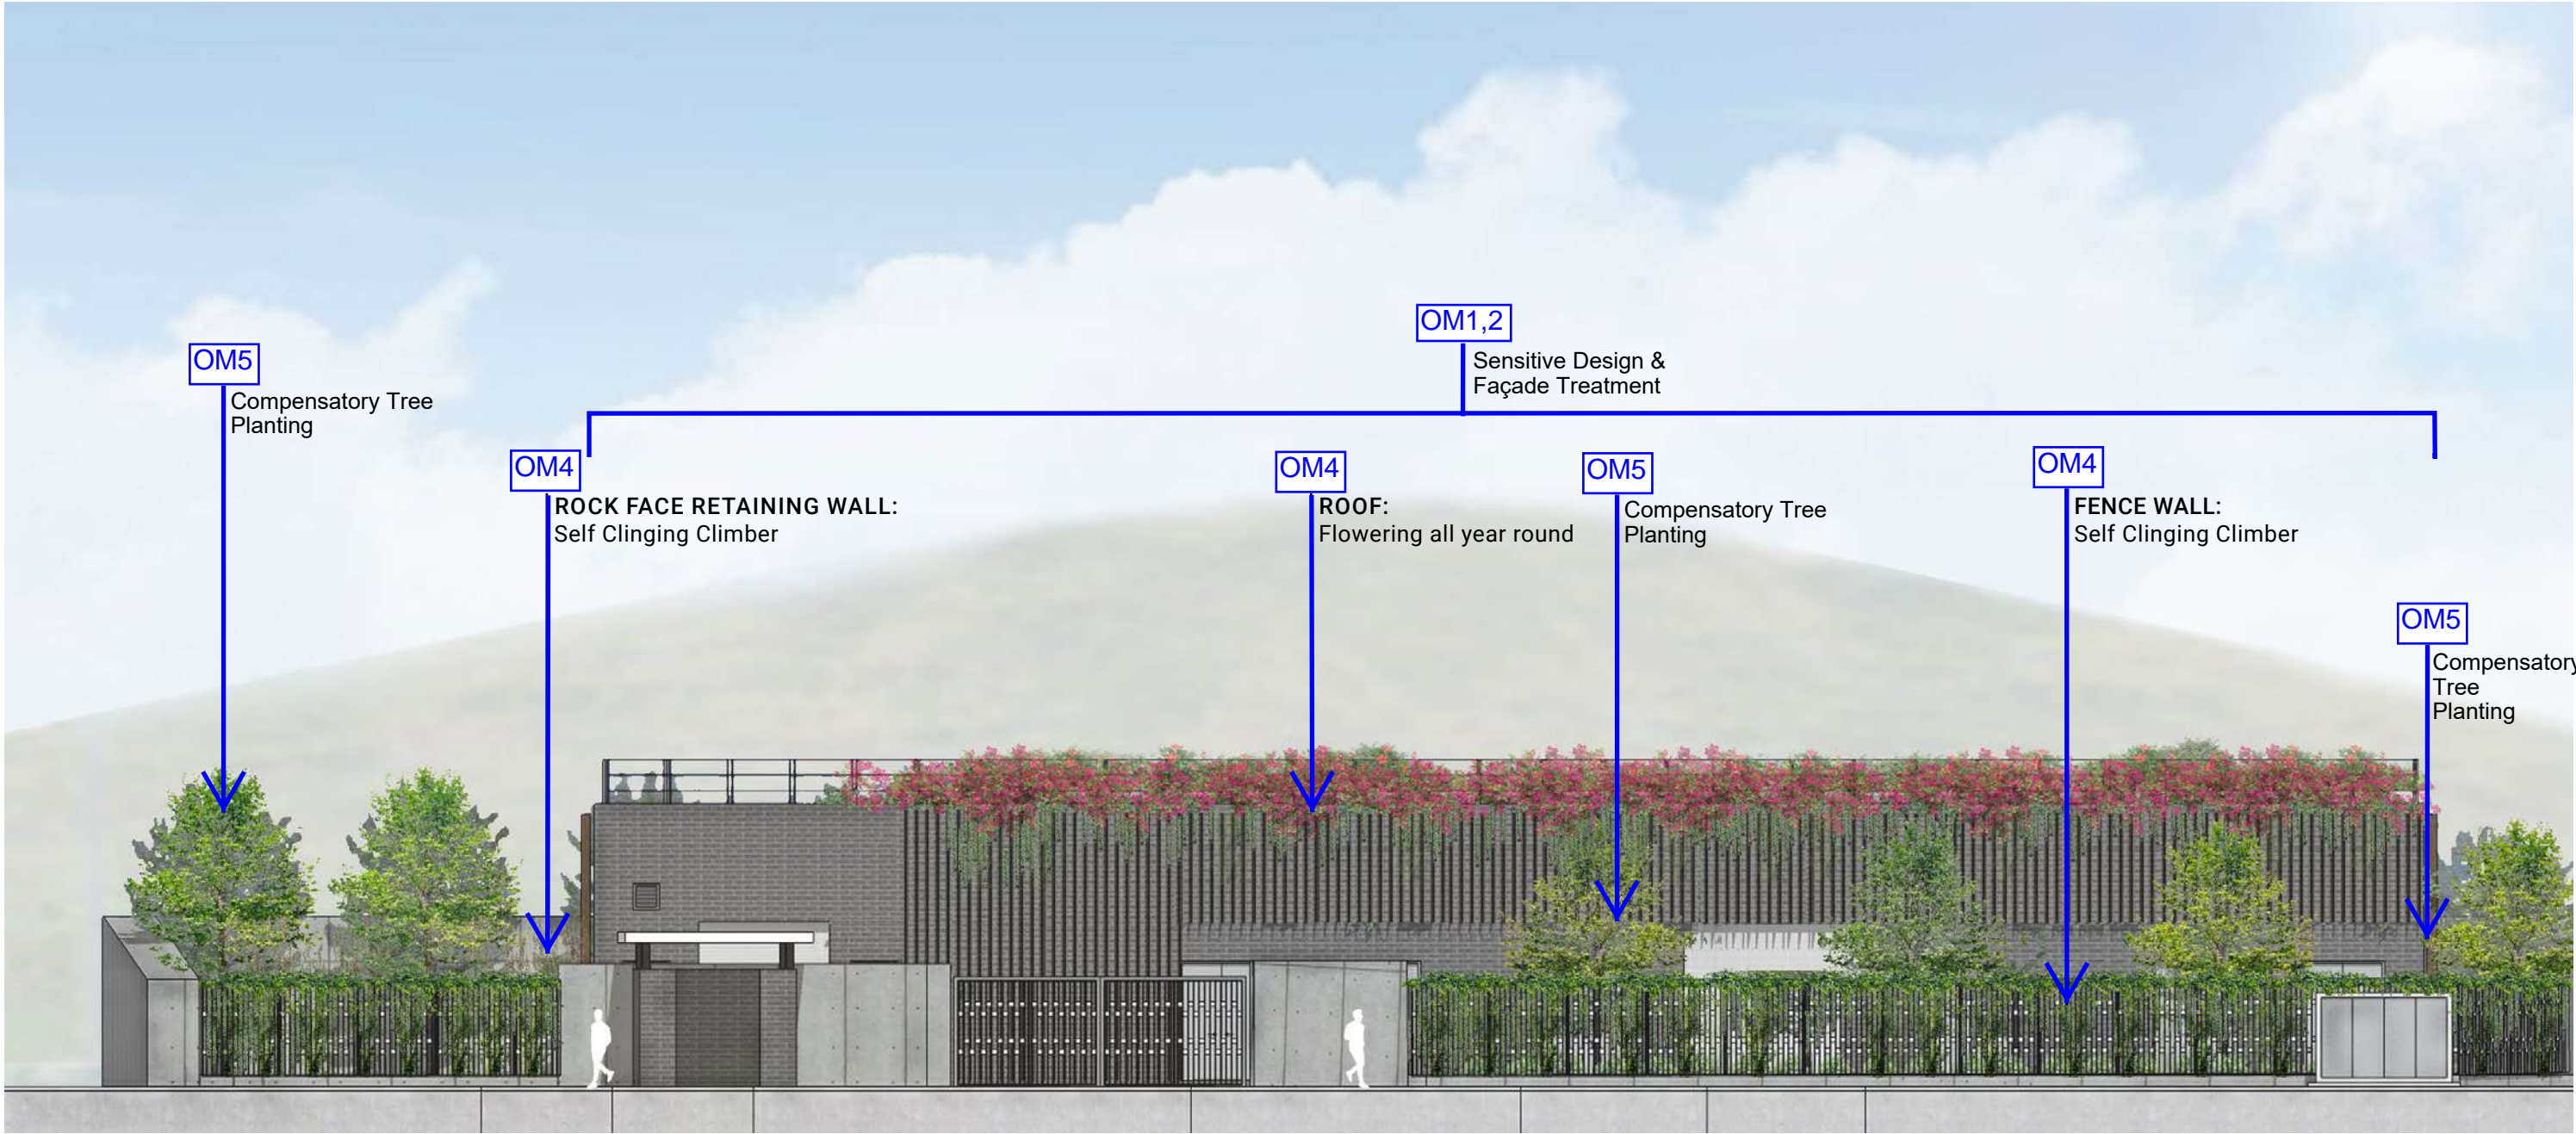 OM1,2
Sensitive Design &
Façade Treatment
OM5
Compensatory Tree
Planting
OM4
ROCK FACE RETAINING WALL:
Self Clinging Climber
OM4
ROOF:
Flowering all year round
OM5
Compensatory Tree
Planting
OM4
FENCE WALL:
Self Clinging Climber
OM5
Compensatory
Tree
Planting